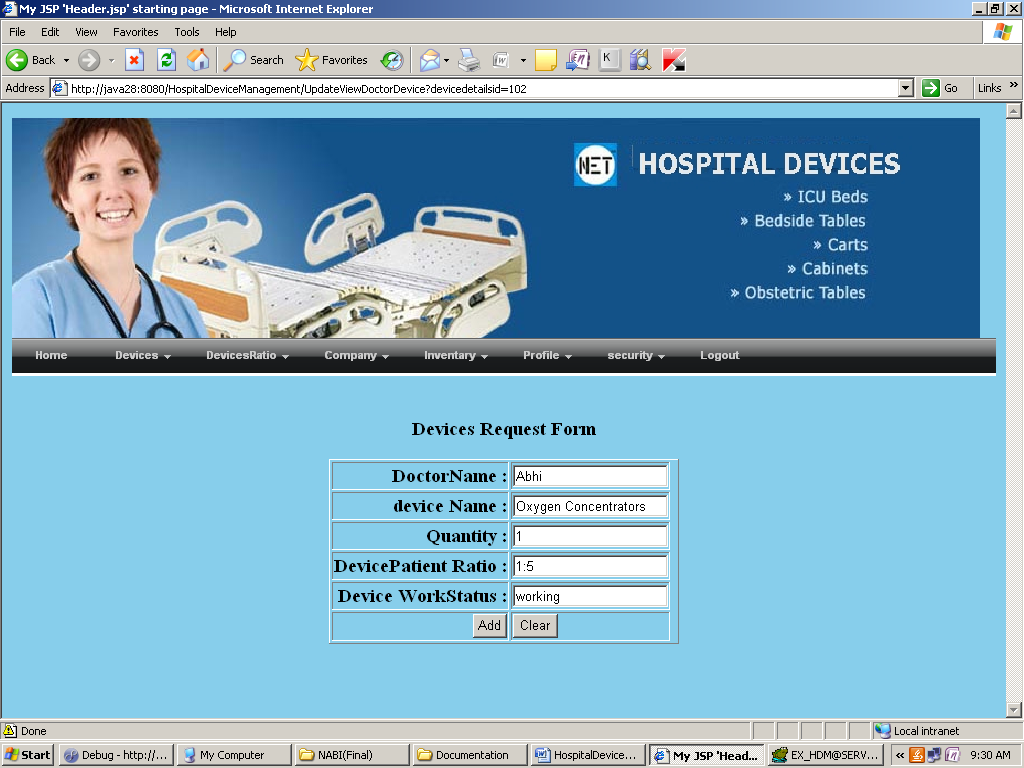 My JSP 'Header.jsp' starting page - Microsoft Internet Explorer
File Edit View Favorites Tools Help
Back Search Favorites
Address http://java28:8080/HospitalDeviceManagement/UpdateViewDoctorDevice?devicedetailsid=102 Go Links »
NET HOSPITAL DEVICES
» ICU Beds
» Bedside Tables
» Carts
» Cabinets
» Obstetric Tables
Home Devices DevicesRatio Company Inventory Profile security Logout
Devices Request Form
DoctorName : Abhi
device Name : Oxygen Concentrators
Quantity : 1
DevicePatient Ratio : 1:5
Device WorkStatus : working
Add Clear
Done Local intranet
Start Debug - http://... My Computer NABI(Final) Documentation HospitalDevice... My JSP 'Head... EX_HDM@SERV... « 9:30 AM